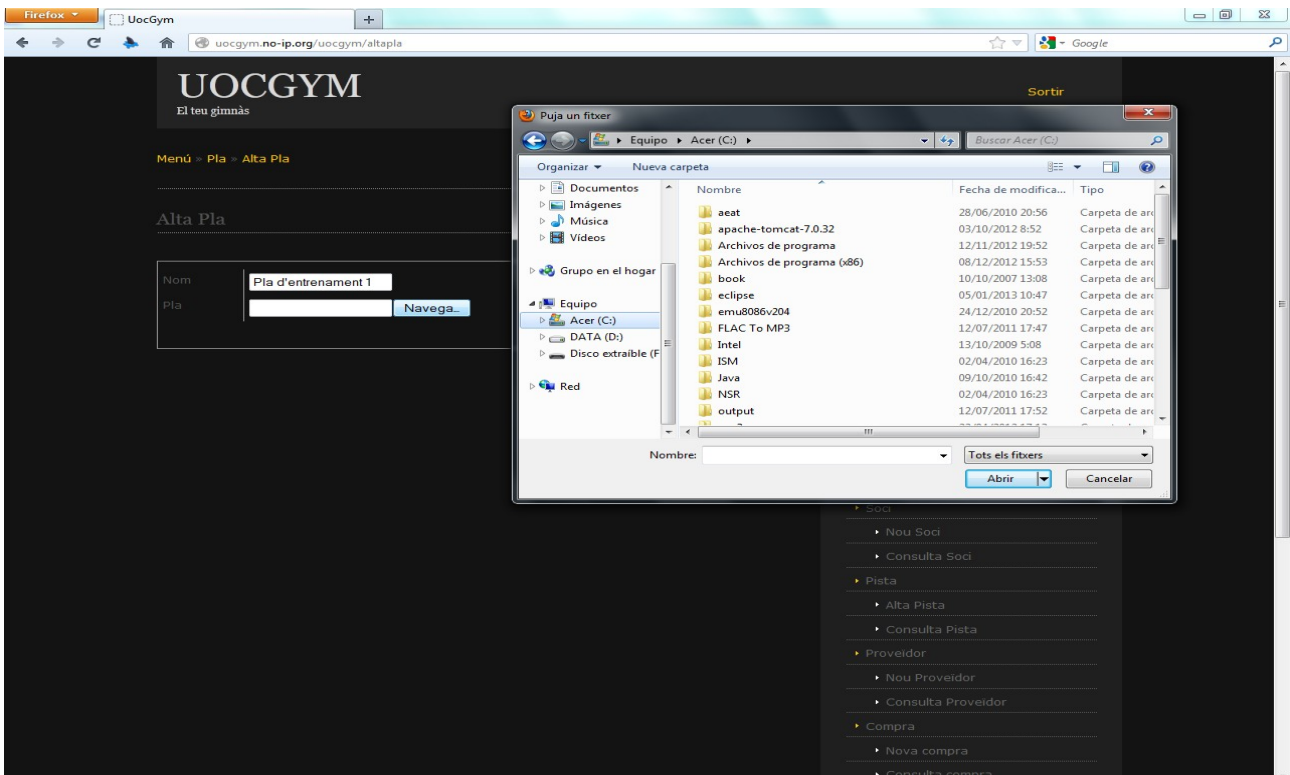 Firefox
UocGym
uocgym.no-ip.org/uocgym/altapla
Google
UOCGYM
El teu gimnàs
Sortir
Menú » Pla » Alta Pla
Alta Pla
Nom
Pla d'entrenament 1
Pla
Navega...
Puja un fitxer
Equipo
Acer (C:)
Buscar Acer (C:)
Organizar
Nueva carpeta
Documentos
Imágenes
Música
Vídeos
Grupo en el hogar
Equipo
Acer (C:)
DATA (D:)
Disco extraíble (F
Red
Nombre Fecha de modifica... Tipo
aeat 28/06/2010 20:56 Carpeta de arc
apache-tomcat-7.0.32 03/10/2012 8:52 Carpeta de arc
Archivos de programa 12/11/2012 19:52 Carpeta de arc
Archivos de programa (x86) 08/12/2012 15:53 Carpeta de arc
book 10/10/2007 13:08 Carpeta de arc
eclipse 05/01/2013 10:47 Carpeta de arc
emu8086v204 24/12/2010 20:52 Carpeta de arc
FLAC To MP3 12/07/2011 17:47 Carpeta de arc
Intel 13/10/2009 5:08 Carpeta de arc
ISM 02/04/2010 16:23 Carpeta de arc
Java 09/10/2010 16:42 Carpeta de arc
NSR 02/04/2010 16:23 Carpeta de arc
output 12/07/2011 17:52 Carpeta de arc
Nombre:
Tots els fitxers
Abrir
Cancelar
Soci
Nou Soci
Consulta Soci
Pista
Alta Pista
Consulta Pista
Proveïdor
Nou Proveïdor
Consulta Proveïdor
Compra
Nova compra
Consulta compra